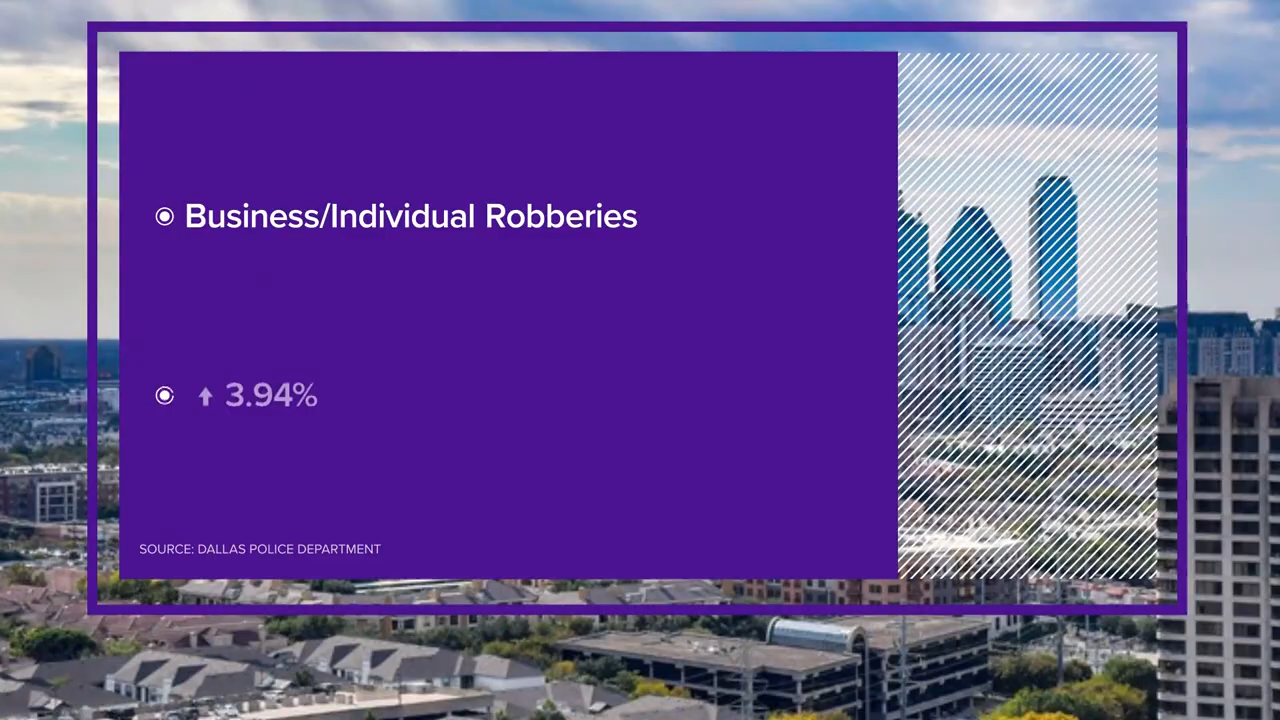 Business/Individual Robberies
↑ 3.94%
SOURCE: DALLAS POLICE DEPARTMENT